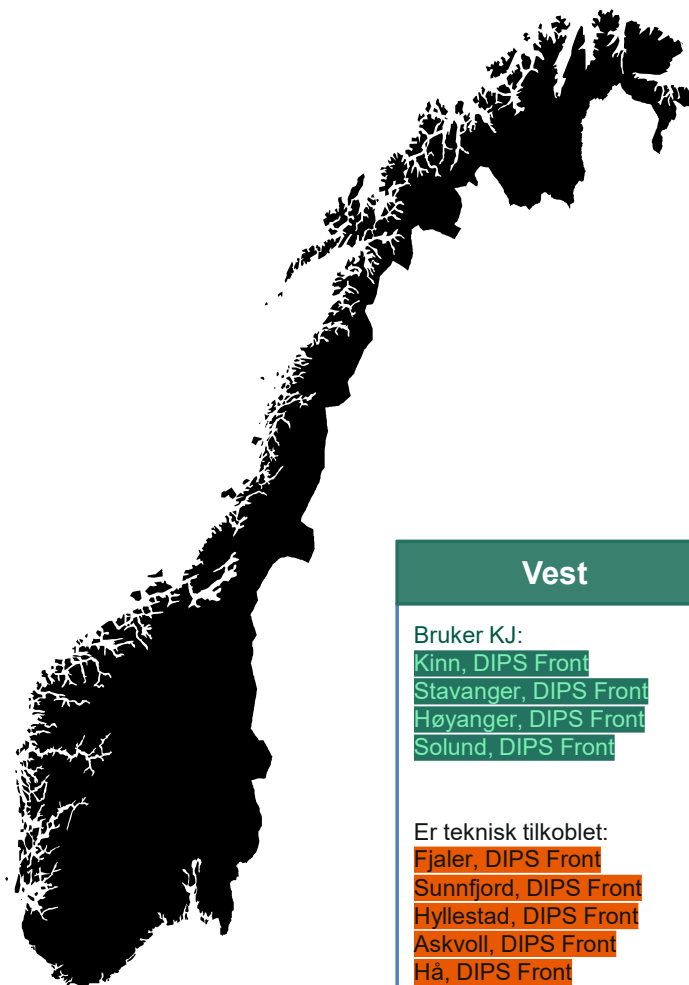 Vest
Bruker KJ:
Kinn, DIPS Front
Stavanger, DIPS Front
Høyanger, DIPS Front
Solund, DIPS Front
Er teknisk tilkoblet:
Fjaler, DIPS Front
Sunnfjord, DIPS Front
Hyllestad, DIPS Front
Askvoll, DIPS Front
Hå, DIPS Front